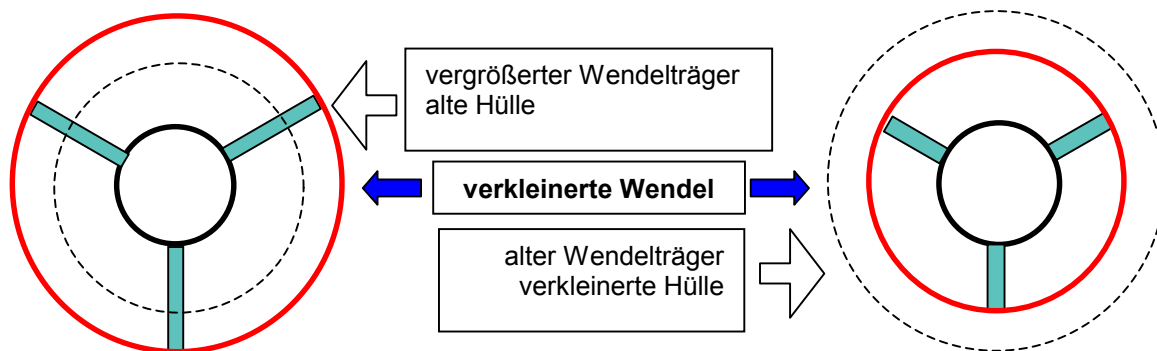 vergrößerter Wendelträger
alte Hülle
verkleinerte Wendel
alter Wendelträger
verkleinerte Hülle